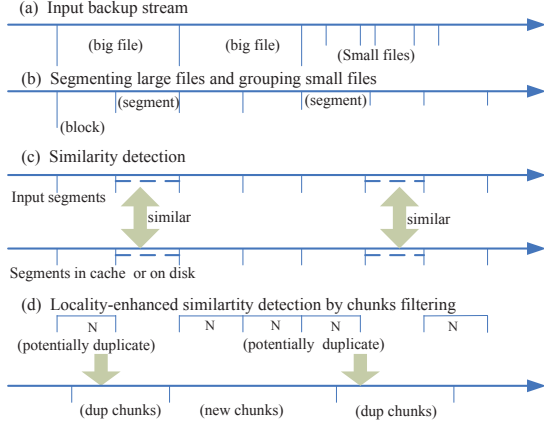 (a) Input backup stream
(big file) (big file) (Small files)
(b) Segmenting large files and grouping small files
(segment) (segment)
(block)
(c) Similarity detection
Input segments
similar similar
Segments in cache or on disk
(d) Locality-enhanced similartity detection by chunks filtering
N N N N N
(potentially duplicate) (potentially duplicate)
(dup chunks) (new chunks) (dup chunks)